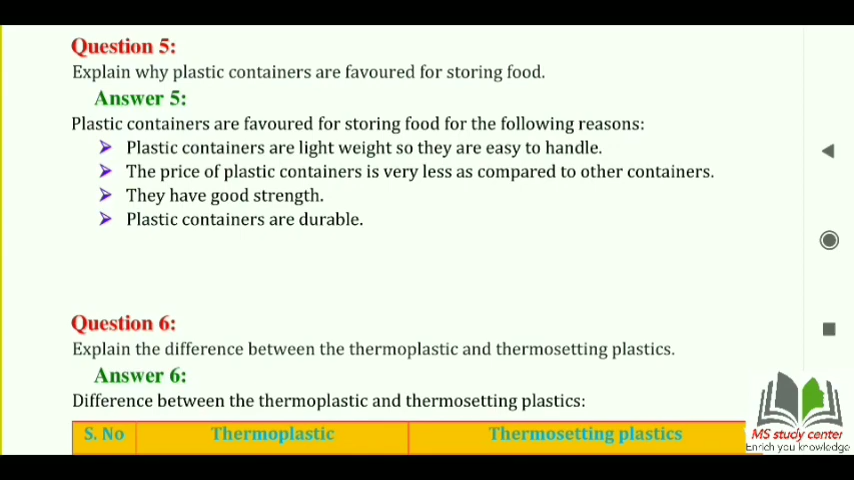 Question 5:
Explain why plastic containers are favoured for storing food.
Answer 5:
Plastic containers are favoured for storing food for the following reasons:
➢ Plastic containers are light weight so they are easy to handle.
➢ The price of plastic containers is very less as compared to other containers.
➢ They have good strength.
➢ Plastic containers are durable.
Question 6:
Explain the difference between the thermoplastic and thermosetting plastics.
Answer 6:
Difference between the thermoplastic and thermosetting plastics:
S. No Thermoplastic Thermosetting plastics
MS study center
Enrich you knowledge